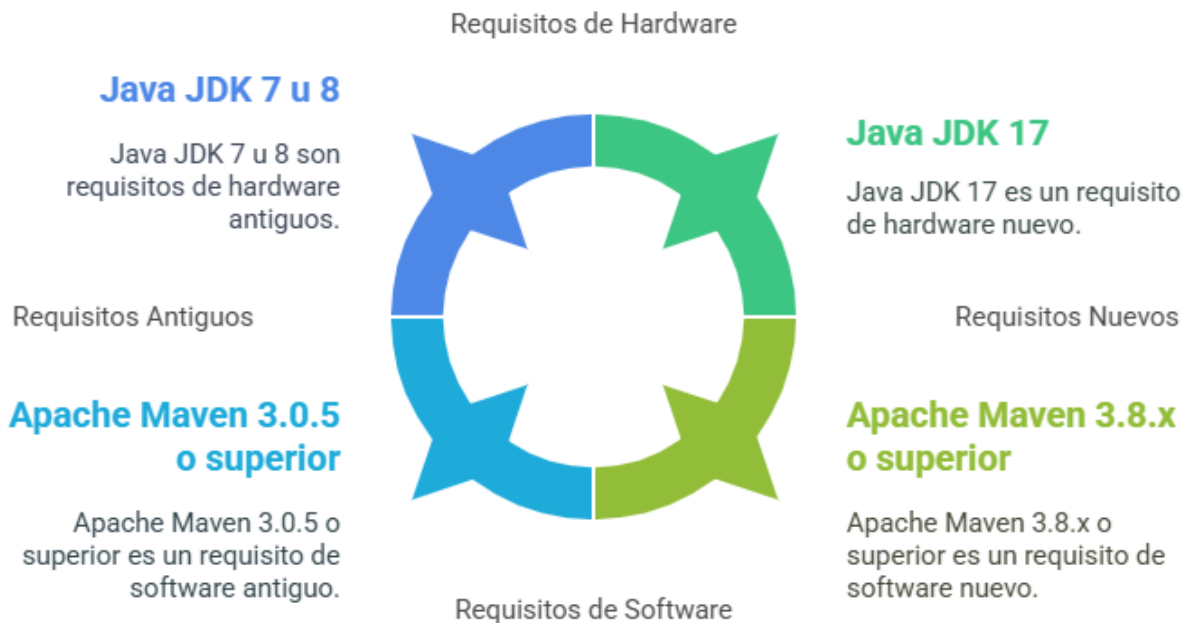 Requisitos de Hardware
Java JDK 7 u 8
Java JDK 7 u 8 son
requisitos de hardware
antiguos.
Java JDK 17
Java JDK 17 es un requisito
de hardware nuevo.
Requisitos Antiguos
Requisitos Nuevos
Apache Maven 3.0.5
o superior
Apache Maven 3.0.5 o
superior es un requisito de
software antiguo.
Apache Maven 3.8.x
o superior
Apache Maven 3.8.x o
superior es un requisito de
software nuevo.
Requisitos de Software